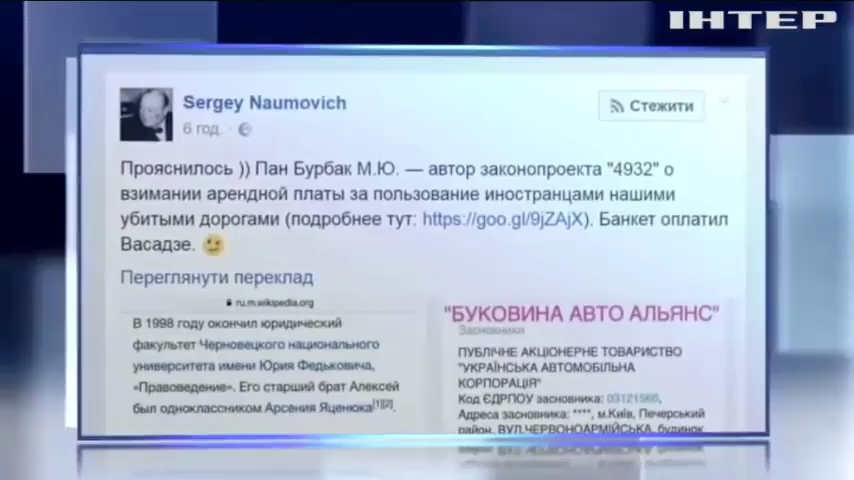 ІНТЕР
Sergey Naumovich
6 год. ·
Стежити
Прояснилось )) Пан Бурбак М.Ю. — автор законопроекта "4932" о
взимании арендной платы за пользование иностранцами нашими
убитыми дорогами (подробнее тут: https://goo.gl/9jZAjX). Банкет оплатил
Васадзе. 😉
Переглянути переклад
ru.m.wikipedia.org
В 1998 году окончил юридический
факультет Черновецкого национального
университета имени Юрия Федьковича,
«Правоведение». Его старший брат Алексей
был одноклассником Арсения Яценюка[1][2].
"БУКОВИНА АВТО АЛЬЯНС"
Засновники
ПУБЛІЧНЕ АКЦІОНЕРНЕ ТОВАРИСТВО
"УКРАЇНСЬКА АВТОМОБІЛЬНА
КОРПОРАЦІЯ"
Код ЄДРПОУ засновника: 03121566,
Адреса засновника: ****, м.Київ, Печерський
район, ВУЛ.ЧЕРВОНОАРМІЙСЬКА, будинок